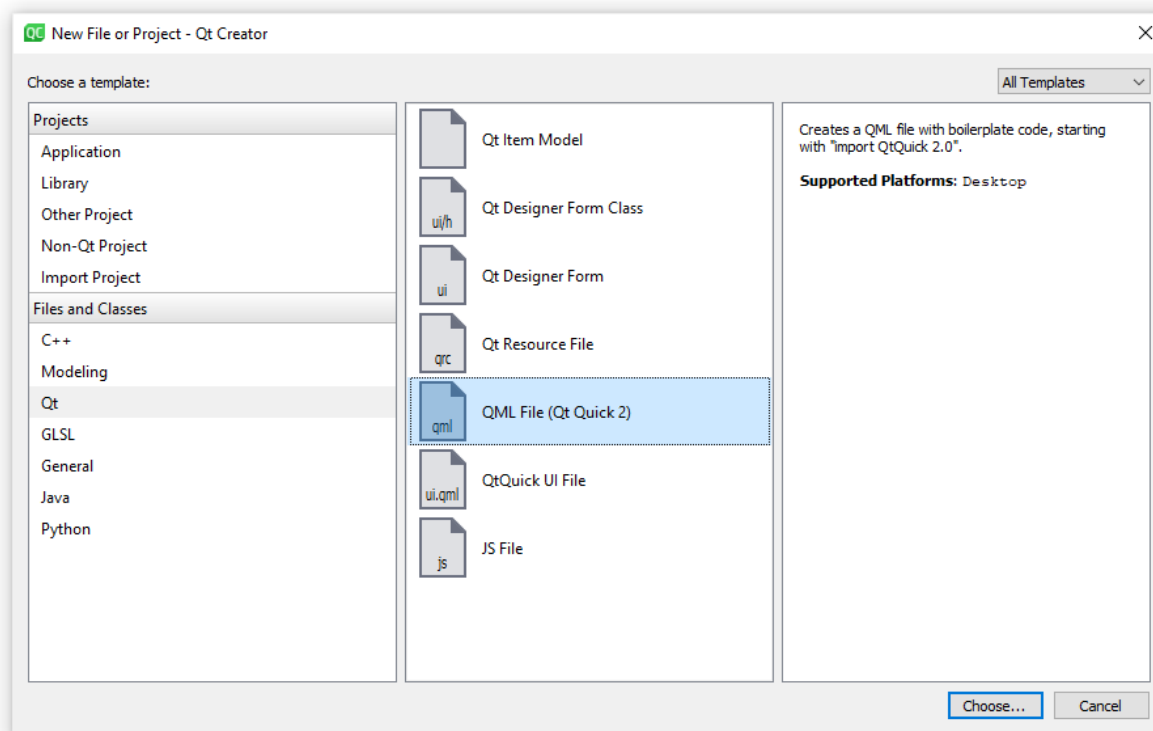 QC New File or Project - Qt Creator
Choose a template:
All Templates
Projects
Application
Library
Other Project
Non-Qt Project
Import Project
Files and Classes
C++
Modeling
Qt
GLSL
General
Java
Python
Qt Item Model
ui/h
Qt Designer Form Class
ui
Qt Designer Form
qrc
Qt Resource File
qml
QML File (Qt Quick 2)
ui.qml
QtQuick UI File
js
JS File
Creates a QML file with boilerplate code, starting
with "import QtQuick 2.0".
Supported Platforms: Desktop
Choose...
Cancel